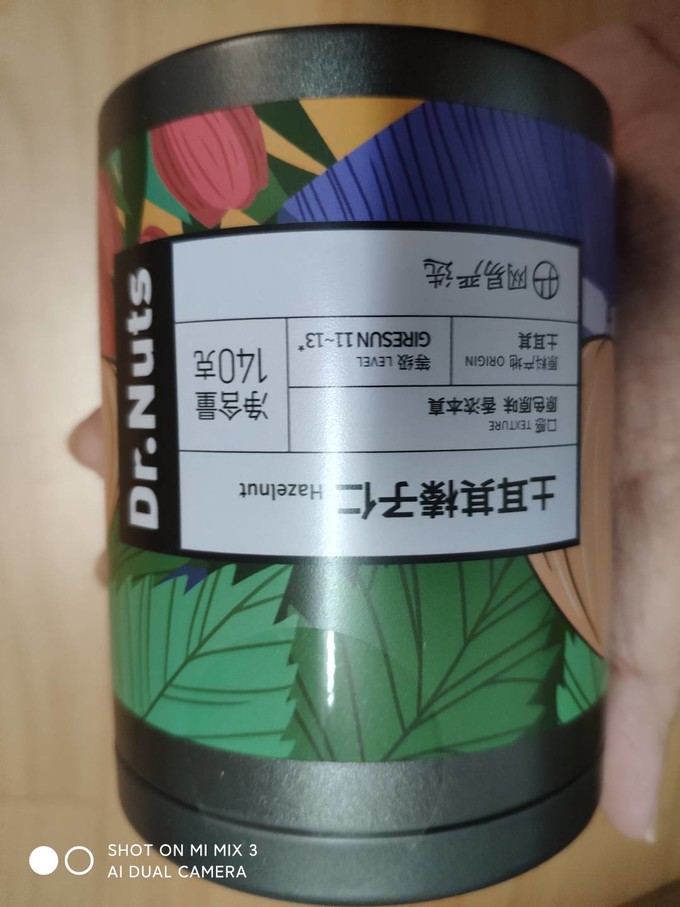 土耳其榛子仁 Hazelnut
口感 TEXTURE
原色原味 香浓本真
原料产地 ORIGIN
土耳其
等级 LEVEL
GIRESUN 11~13*
净含量
140克
网易严选
Dr.Nuts
SHOT ON MI MIX 3
AI DUAL CAMERA